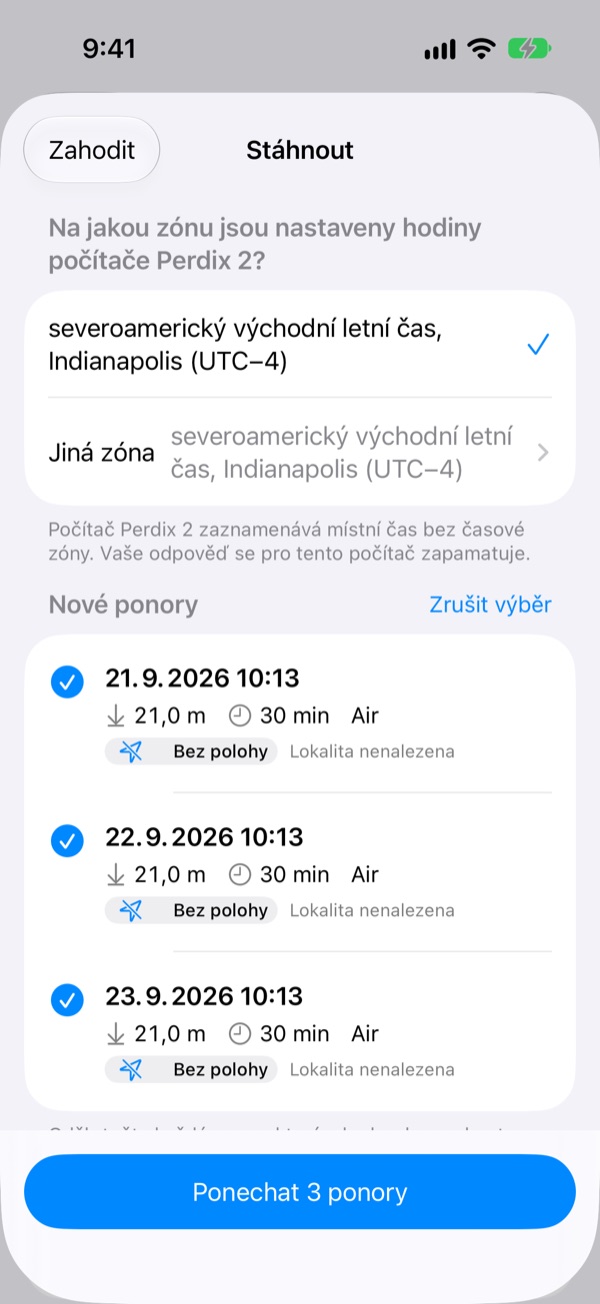 9:41
Zahodit
Stáhnout
Na jakou zónu jsou nastaveny hodiny
počítače Perdix 2?
severoamerický východní letní čas,
Indianapolis (UTC−4)
Jiná zóna
severoamerický východní letní
čas, Indianapolis (UTC−4)
Počítač Perdix 2 zaznamenává místní čas bez časové
zóny. Vaše odpověď se pro tento počítač zapamatuje.
Nové ponory
Zrušit výběr
21. 9. 2026 10:13
21,0 m 30 min Air
Bez polohy Lokalita nenalezena
22. 9. 2026 10:13
21,0 m 30 min Air
Bez polohy Lokalita nenalezena
23. 9. 2026 10:13
21,0 m 30 min Air
Bez polohy Lokalita nenalezena
Ponechat 3 ponory